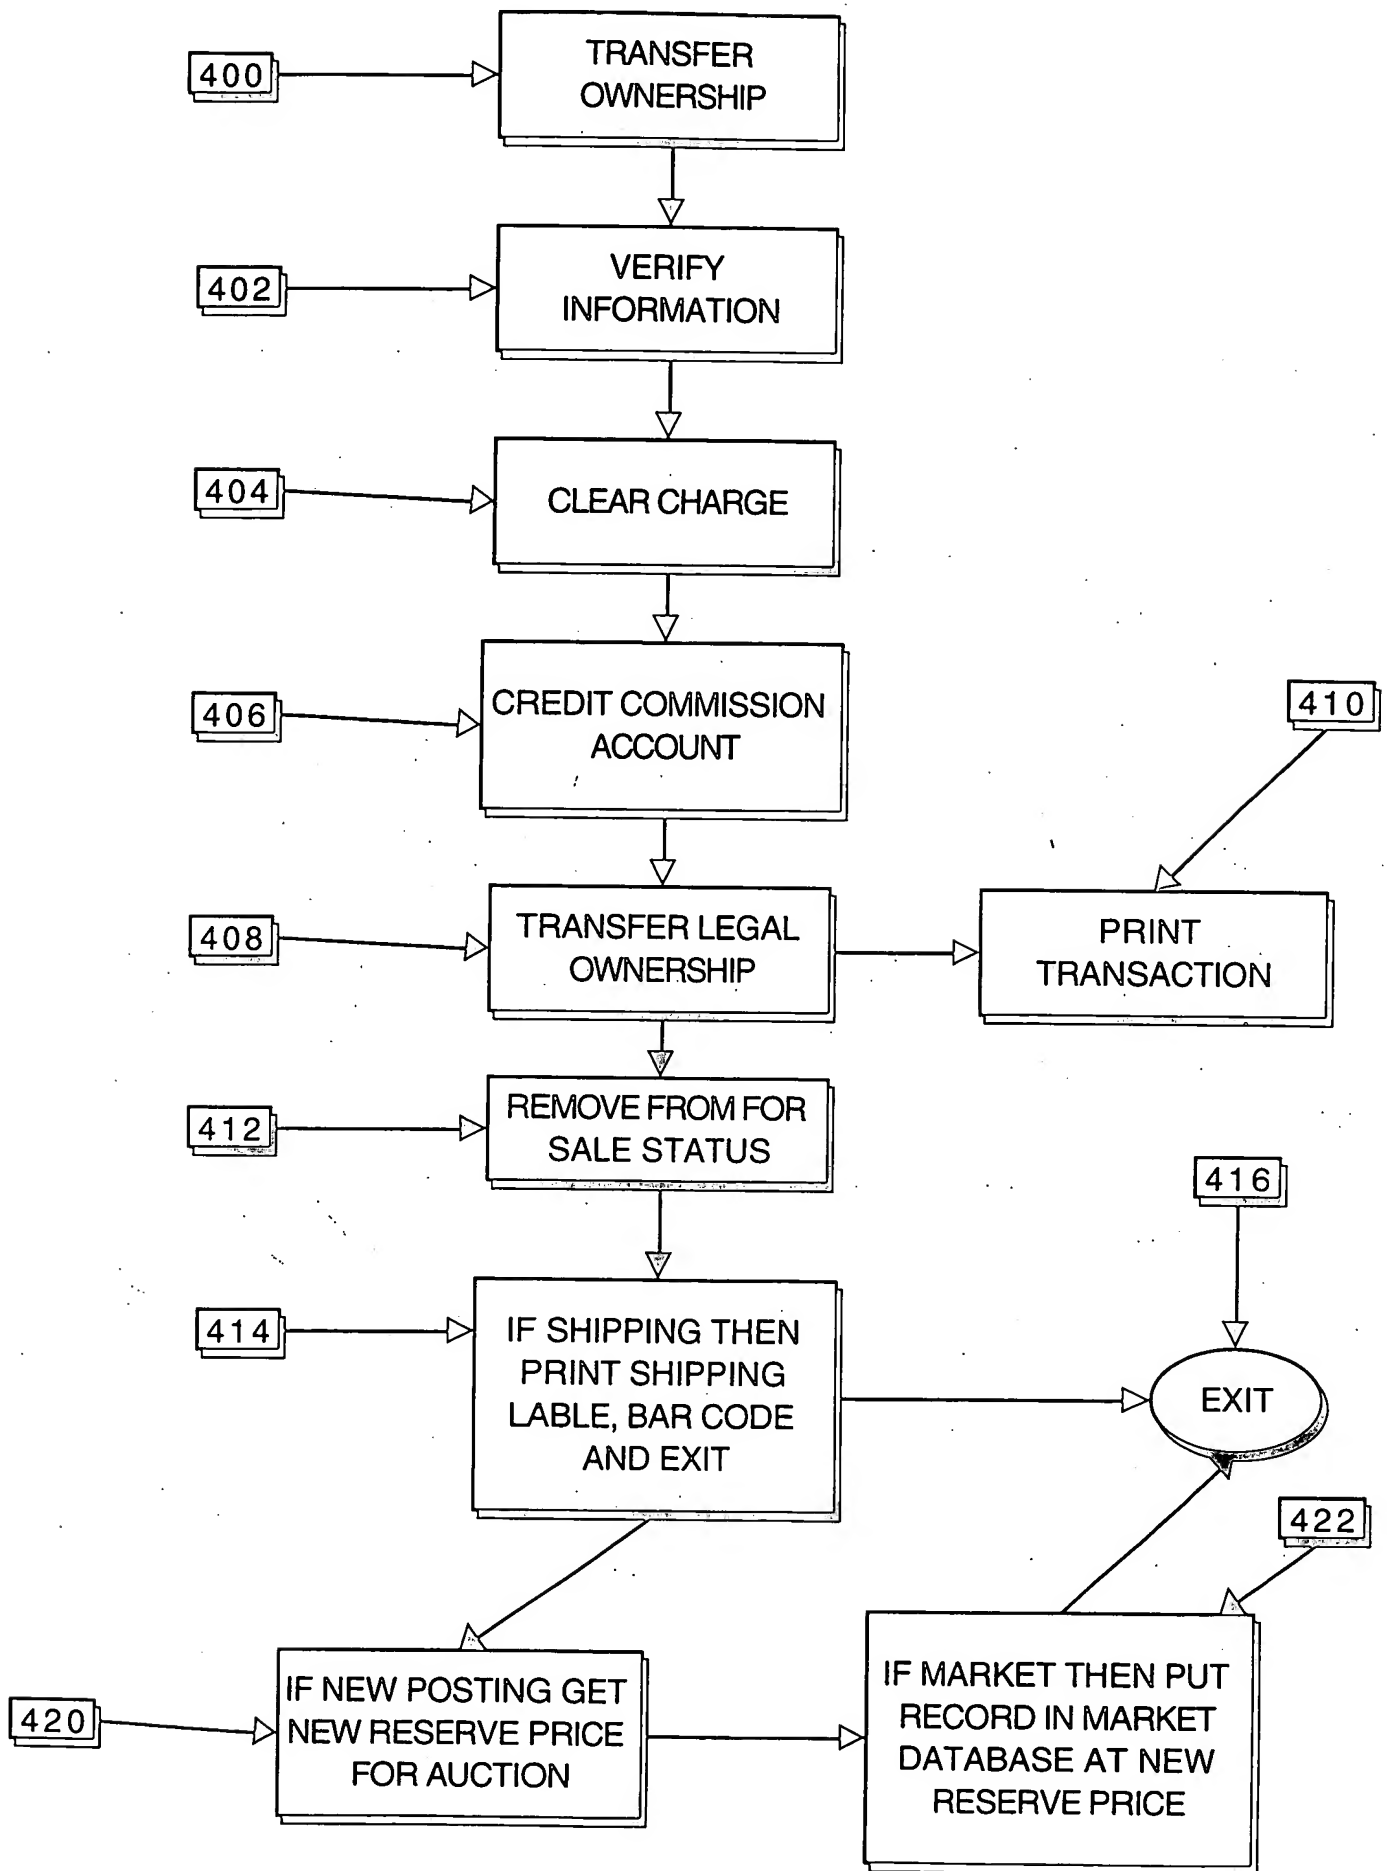 400
TRANSFER
OWNERSHIP
402
VERIFY
INFORMATION
404
CLEAR CHARGE
406
CREDIT COMMISSION
ACCOUNT
410
408
TRANSFER LEGAL
OWNERSHIP
PRINT
TRANSACTION
412
REMOVE FROM FOR
SALE STATUS
416
414
IF SHIPPING THEN
PRINT SHIPPING
LABLE, BAR CODE
AND EXIT
EXIT
422
420
IF NEW POSTING GET
NEW RESERVE PRICE
FOR AUCTION
IF MARKET THEN PUT
RECORD IN MARKET
DATABASE AT NEW
RESERVE PRICE